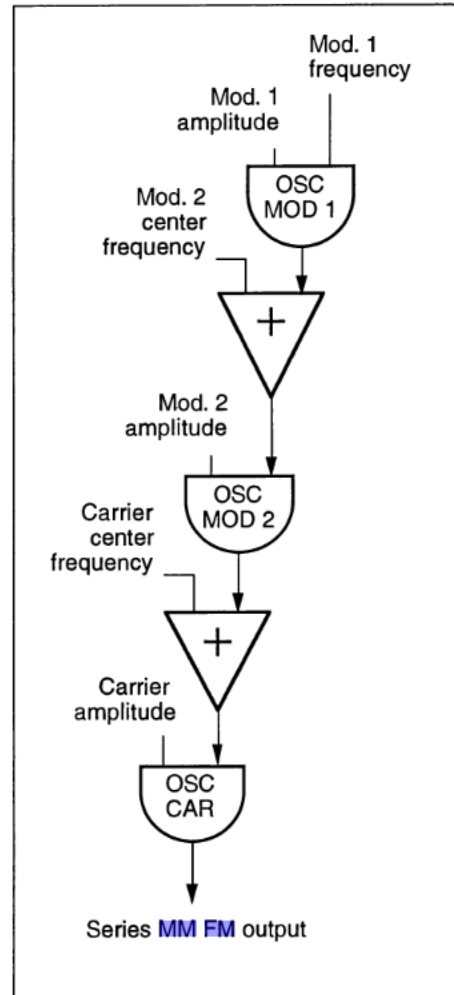 Mod. 1
frequency
Mod. 1
amplitude
OSC
MOD 1
Mod. 2
center
frequency
+
Mod. 2
amplitude
OSC
MOD 2
Carrier
center
frequency
+
Carrier
amplitude
OSC
CAR
Series MM FM output